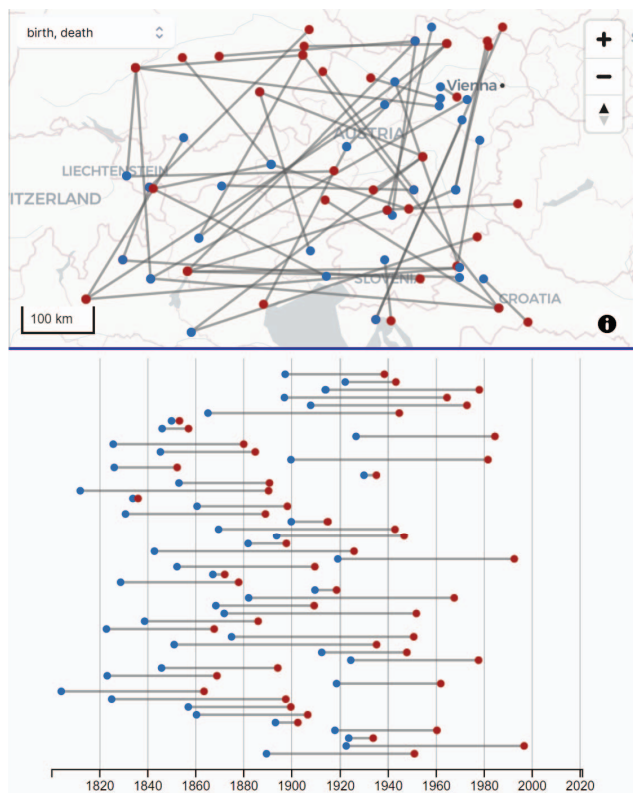 birth, death
+
Vienna
−
AUSTRIA
LIECHTENSTEIN
ITZERLAND
SLOVENIA
CROATIA
100 km
i
1820 1840 1860 1880 1900 1920 1940 1960 1980 2000 2020